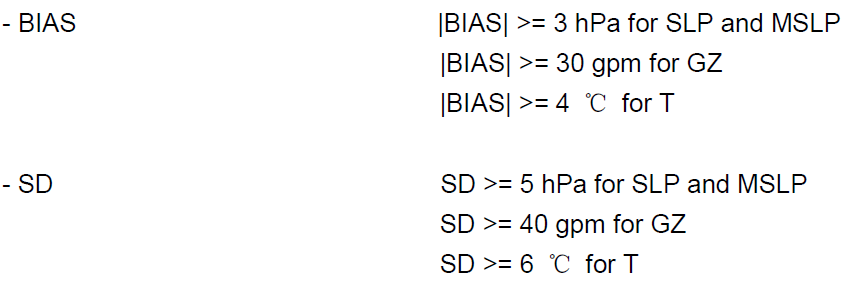 - BIAS |BIAS| >= 3 hPa for SLP and MSLP
|BIAS| >= 30 gpm for GZ
|BIAS| >= 4 ℃ for T
- SD SD >= 5 hPa for SLP and MSLP
SD >= 40 gpm for GZ
SD >= 6 ℃ for T